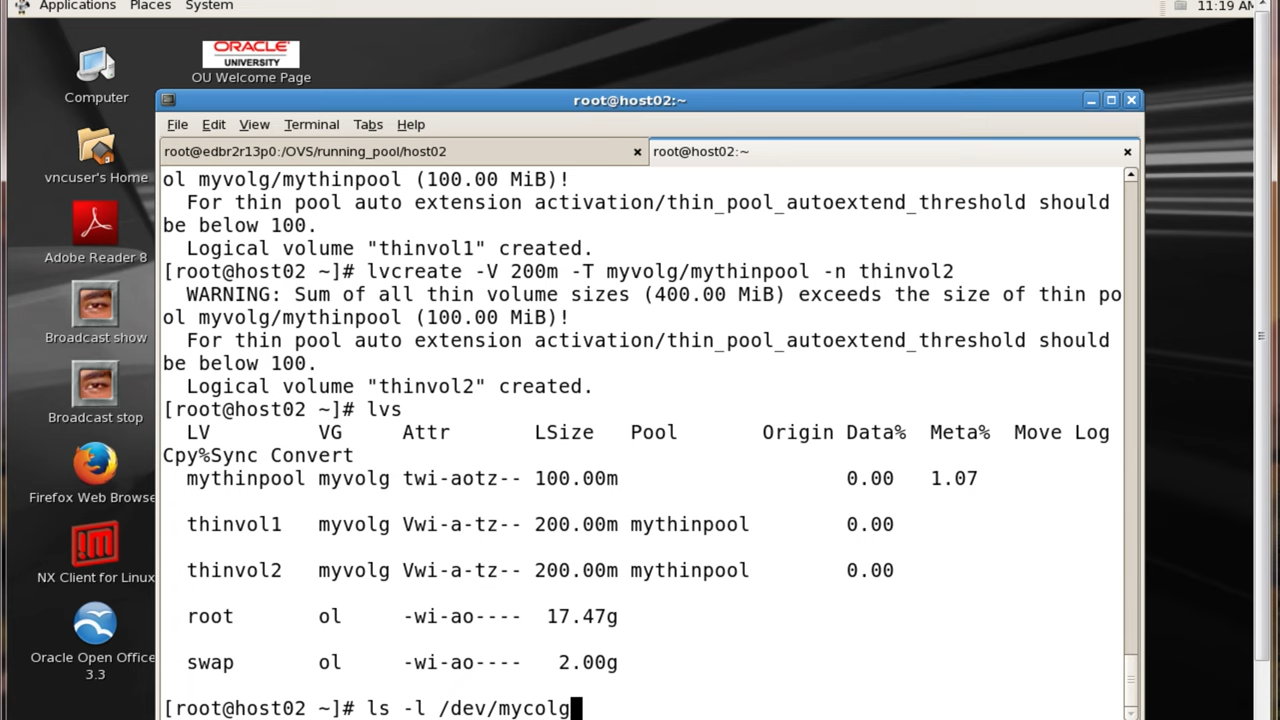 Applications Places System
11:19 AM
ORACLE
UNIVERSITY
OU Welcome Page
Computer
vncuser's Home
Adobe Reader 8
Broadcast show
Broadcast stop
Firefox Web Browse
NX Client for Linux
Oracle Open Office
3.3
root@host02:~
File Edit View Terminal Tabs Help
root@edbr2r13p0:/OVS/running_pool/host02
root@host02:~
ol myvolg/mythinpool (100.00 MiB)!
For thin pool auto extension activation/thin_pool_autoextend_threshold should
be below 100.
Logical volume "thinvol1" created.
[root@host02 ~]# lvcreate -V 200m -T myvolg/mythinpool -n thinvol2
WARNING: Sum of all thin volume sizes (400.00 MiB) exceeds the size of thin po
ol myvolg/mythinpool (100.00 MiB)!
For thin pool auto extension activation/thin_pool_autoextend_threshold should
be below 100.
Logical volume "thinvol2" created.
[root@host02 ~]# lvs
LV VG Attr LSize Pool Origin Data% Meta% Move Log
Cpy%Sync Convert
mythinpool myvolg twi-aotz-- 100.00m 0.00 1.07
thinvol1 myvolg Vwi-a-tz-- 200.00m mythinpool 0.00
thinvol2 myvolg Vwi-a-tz-- 200.00m mythinpool 0.00
root ol -wi-ao---- 17.47g
swap ol -wi-ao---- 2.00g
[root@host02 ~]# ls -l /dev/mycolg